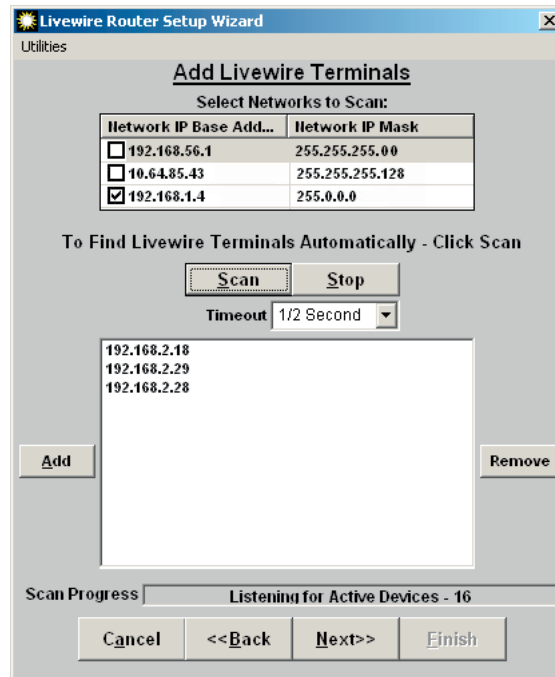 Livewire Router Setup Wizard
Utilities
Add Livewire Terminals
Select Networks to Scan:
Network IP Base Add... Network IP Mask
192.168.56.1 255.255.255.00
10.64.85.43 255.255.255.128
192.168.1.4 255.0.0.0
To Find Livewire Terminals Automatically - Click Scan
Scan Stop
Timeout 1/2 Second
192.168.2.18
192.168.2.29
192.168.2.28
Add Remove
Scan Progress Listening for Active Devices - 16
Cancel <<Back Next>> Finish